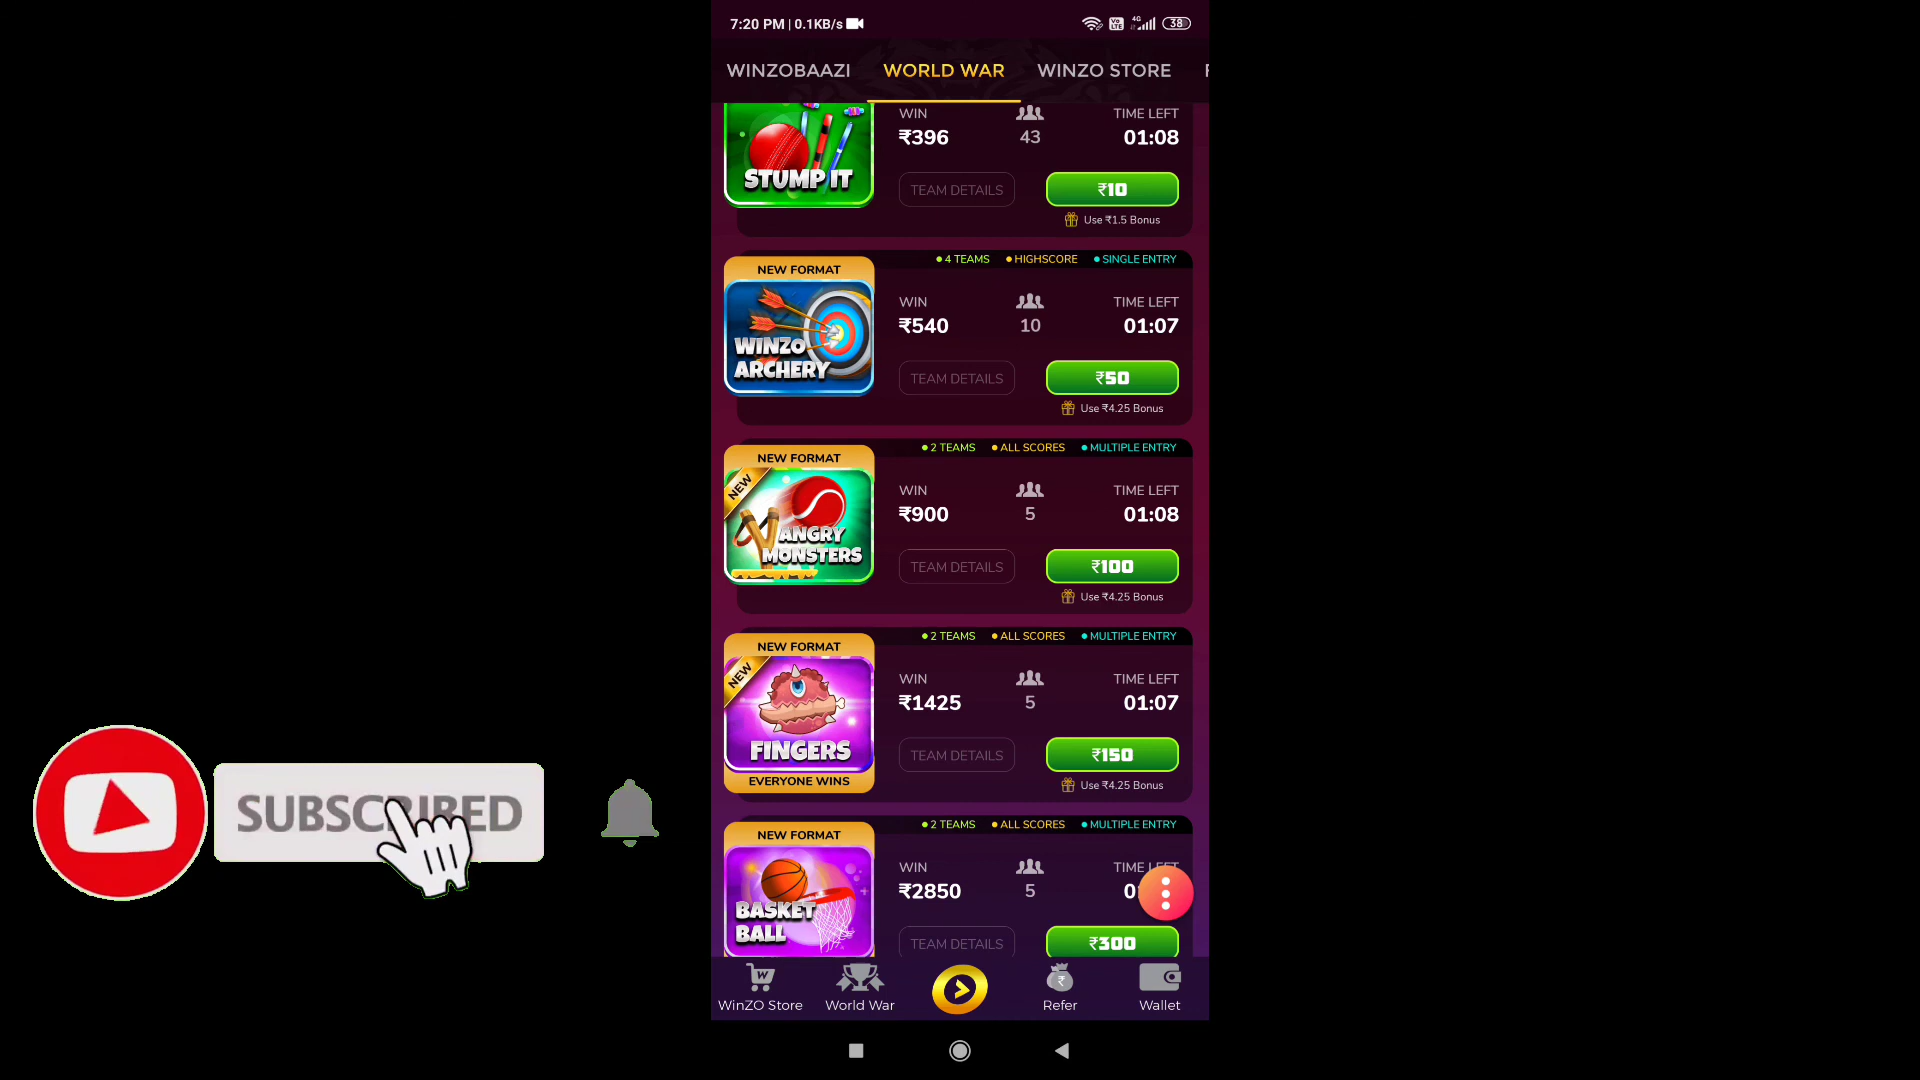 7:20 PM | 0.1KB/s
Vo LTE 4G 38
WINZOBAAZI WORLD WAR WINZO STORE
WIN TIME LEFT
₹396 43 01:08
STUMP IT
TEAM DETAILS ₹10
Use ₹1.5 Bonus
4 TEAMS HIGHSCORE SINGLE ENTRY
NEW FORMAT
WIN TIME LEFT
₹540 10 01:07
WINZO
ARCHERY
TEAM DETAILS ₹50
Use ₹4.25 Bonus
2 TEAMS ALL SCORES MULTIPLE ENTRY
NEW FORMAT
NEW
WIN TIME LEFT
₹900 5 01:08
ANGRY
MONSTERS
TEAM DETAILS ₹100
Use ₹4.25 Bonus
2 TEAMS ALL SCORES MULTIPLE ENTRY
NEW FORMAT
NEW
WIN TIME LEFT
₹1425 5 01:07
FINGERS
TEAM DETAILS ₹150
EVERYONE WINS
Use ₹4.25 Bonus
2 TEAMS ALL SCORES MULTIPLE ENTRY
NEW FORMAT
WIN TIME LEFT
₹2850 5
BASKET
BALL
TEAM DETAILS ₹300
WinZO Store World War Refer Wallet
SUBSCRIBED